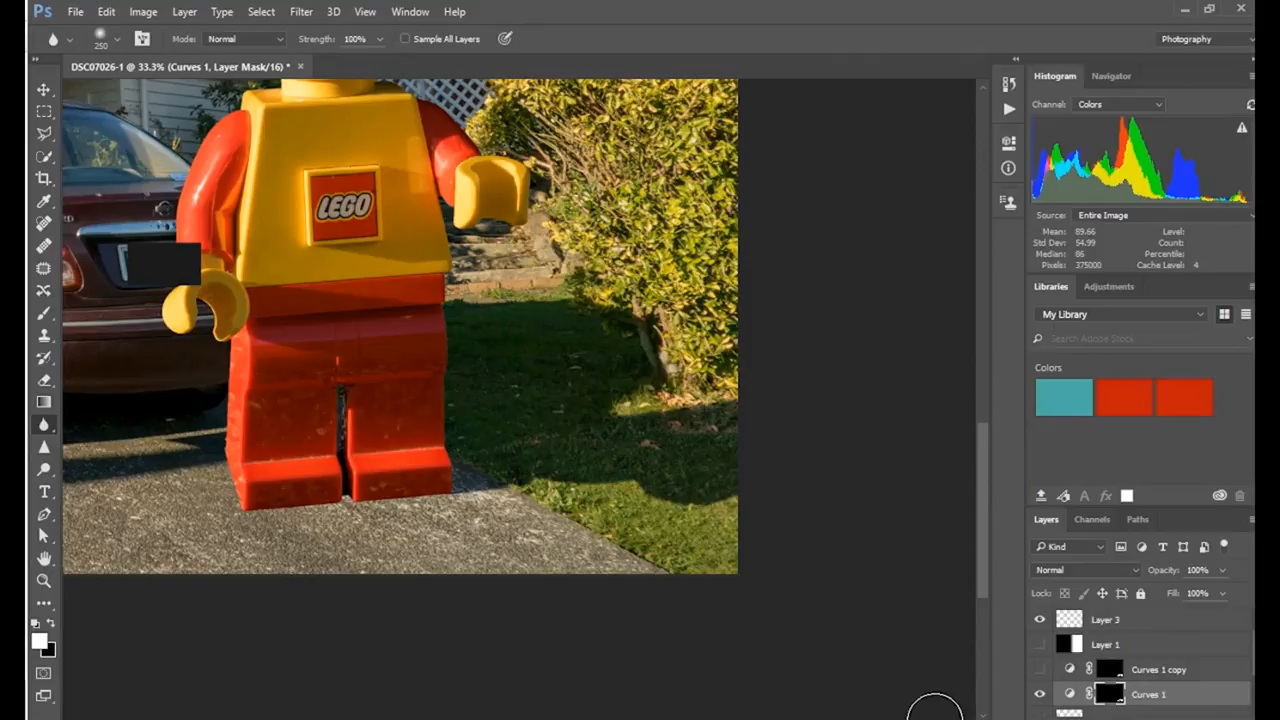 Ps File Edit Image Layer Type Select Filter 3D View Window Help
250 Mode: Normal Strength: 100% Sample All Layers Photography
DSC07026-1 @ 33.3% (Curves 1, Layer Mask/16) * ×
Histogram Navigator
Channel: Colors
Source: Entire Image
Mean: 89.66 Level:
Std Dev: 54.99 Count:
Median: 86 Percentile:
Pixels: 375000 Cache Level: 4
Libraries Adjustments
My Library
Search Adobe Stock
Colors
LEGO
Layers Channels Paths
Kind
Normal Opacity: 100%
Lock: Fill: 100%
Layer 3
Layer 1
Curves 1 copy
Curves 1